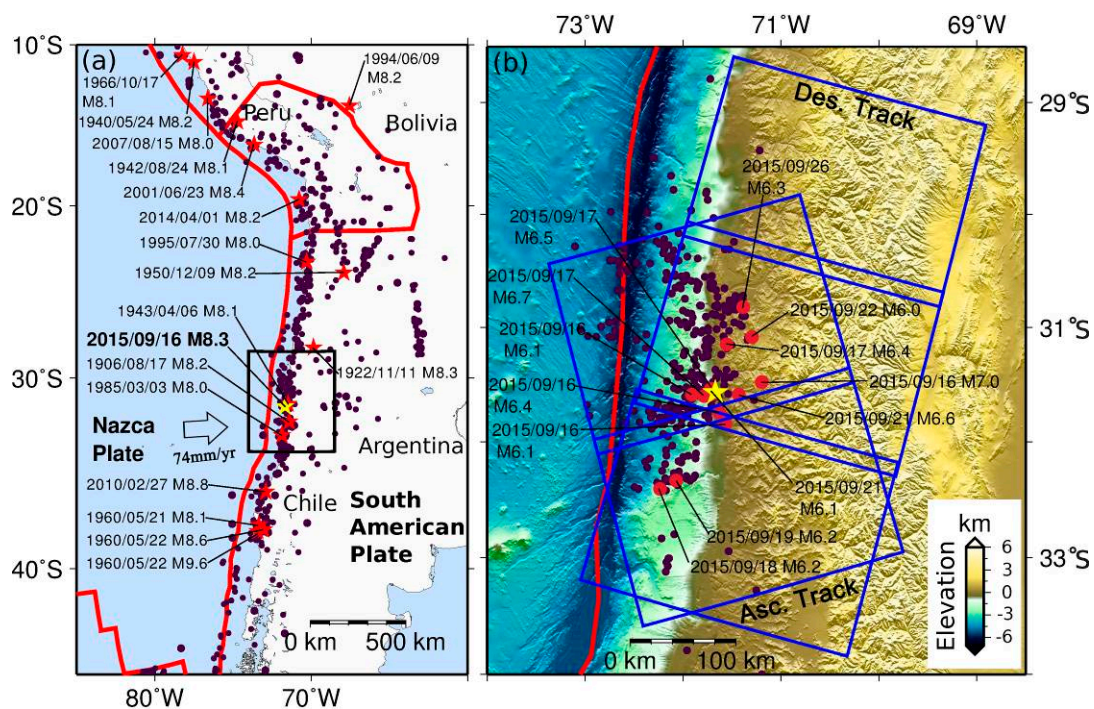 73°W
71°W
69°W
10°S
20°S
30°S
40°S
80°W
70°W
(a)
1966/10/17
M8.1
1940/05/24 M8.2
2007/08/15 M8.0
1942/08/24 M8.1
2001/06/23 M8.4
2014/04/01 M8.2
1995/07/30 M8.0
1950/12/09 M8.2
1943/04/06 M8.1
2015/09/16 M8.3
1906/08/17 M8.2
1985/03/03 M8.0
1922/11/11 M8.3
1994/06/09
M8.2
Peru
Bolivia
Nazca
Plate
74mm/yr
Argentina
2010/02/27 M8.8
Chile
1960/05/21 M8.1
1960/05/22 M8.6
1960/05/22 M9.6
South
American
Plate
0 km 500 km
(b)
Des. Track
29°S
31°S
33°S
2015/09/26
M6.3
2015/09/17
M6.5
2015/09/17
M6.7
2015/09/16
M6.1
2015/09/16
M6.4
2015/09/16
M6.1
2015/09/22 M6.0
2015/09/17 M6.4
2015/09/16 M7.0
2015/09/21 M6.6
2015/09/21
M6.1
2015/09/19 M6.2
2015/09/18 M6.2
Asc. Track
0 km 100 km
km
Elevation
6
3
0
-3
-6